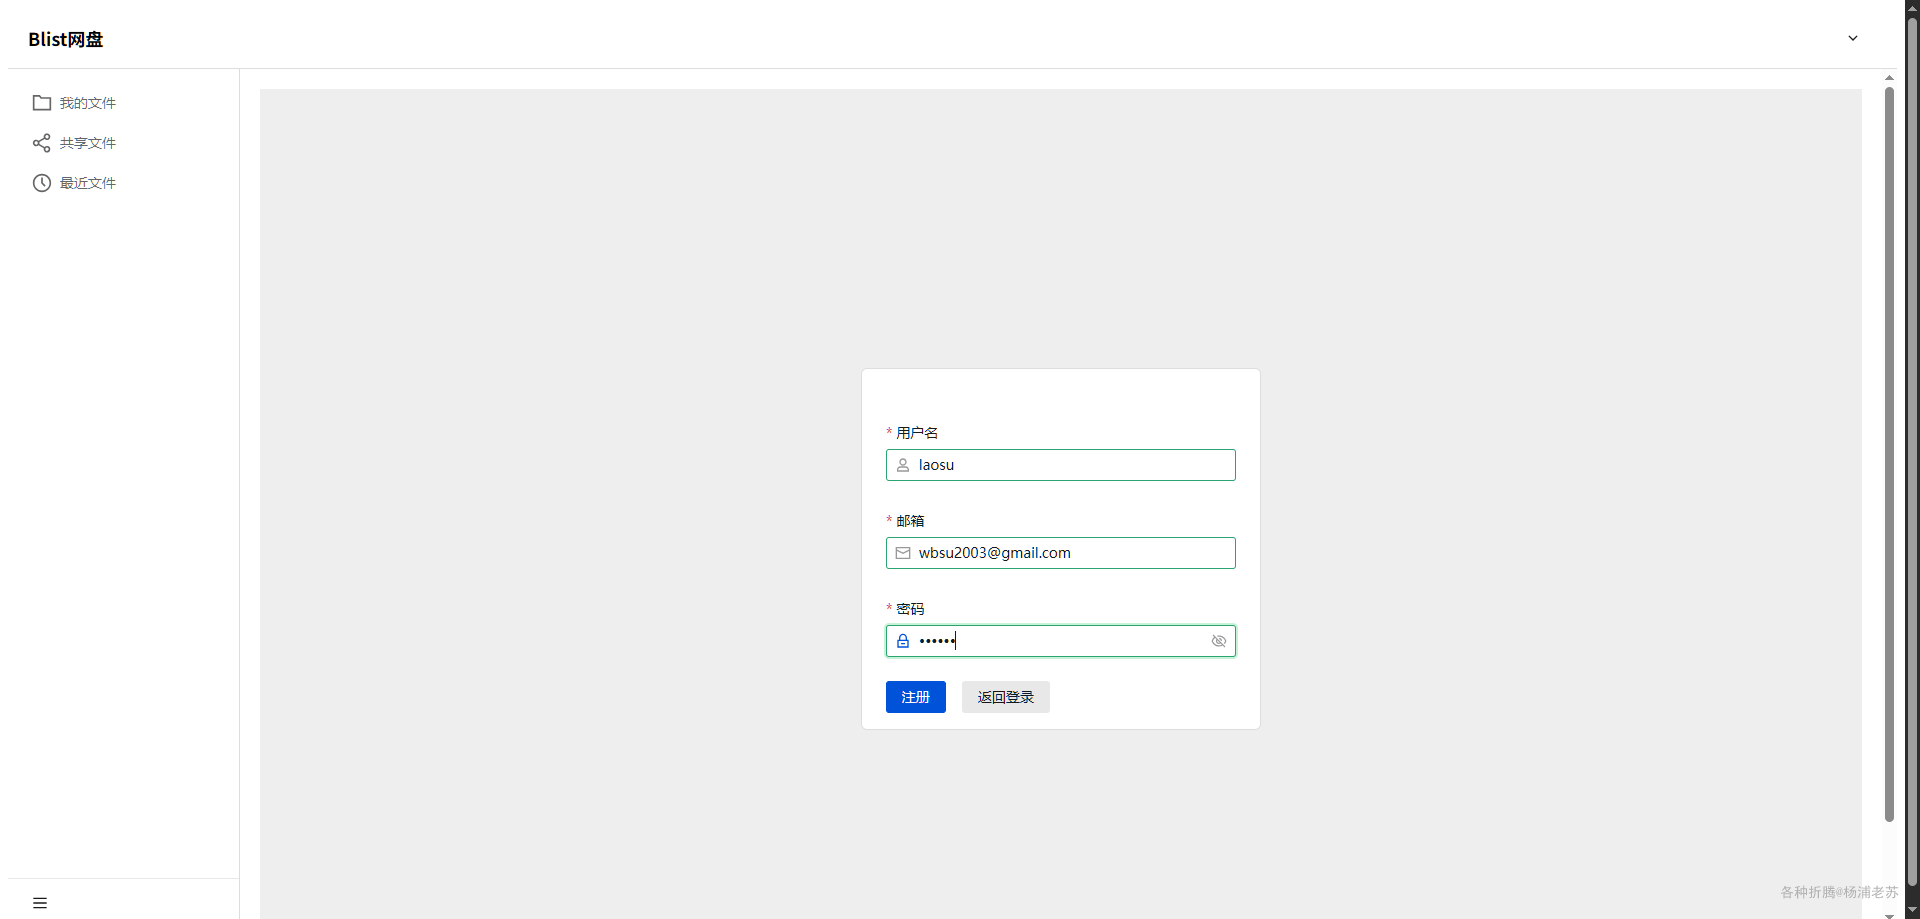 Blist网盘
我的文件
共享文件
最近文件
* 用户名
laosu
* 邮箱
wbsu2003@gmail.com
* 密码
••••••
注册
返回登录
各种折腾@杨浦老苏